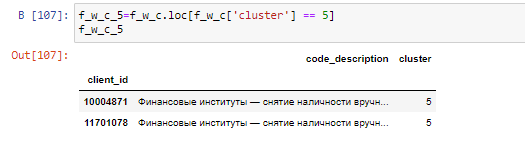 В [107]: f_w_c_5=f_w_c.loc[f_w_c['cluster'] == 5]
f_w_c_5
Out[107]:
code_description cluster
client_id
10004871 Финансовые институты — снятие наличности вручн... 5
11701078 Финансовые институты — снятие наличности вручн... 5